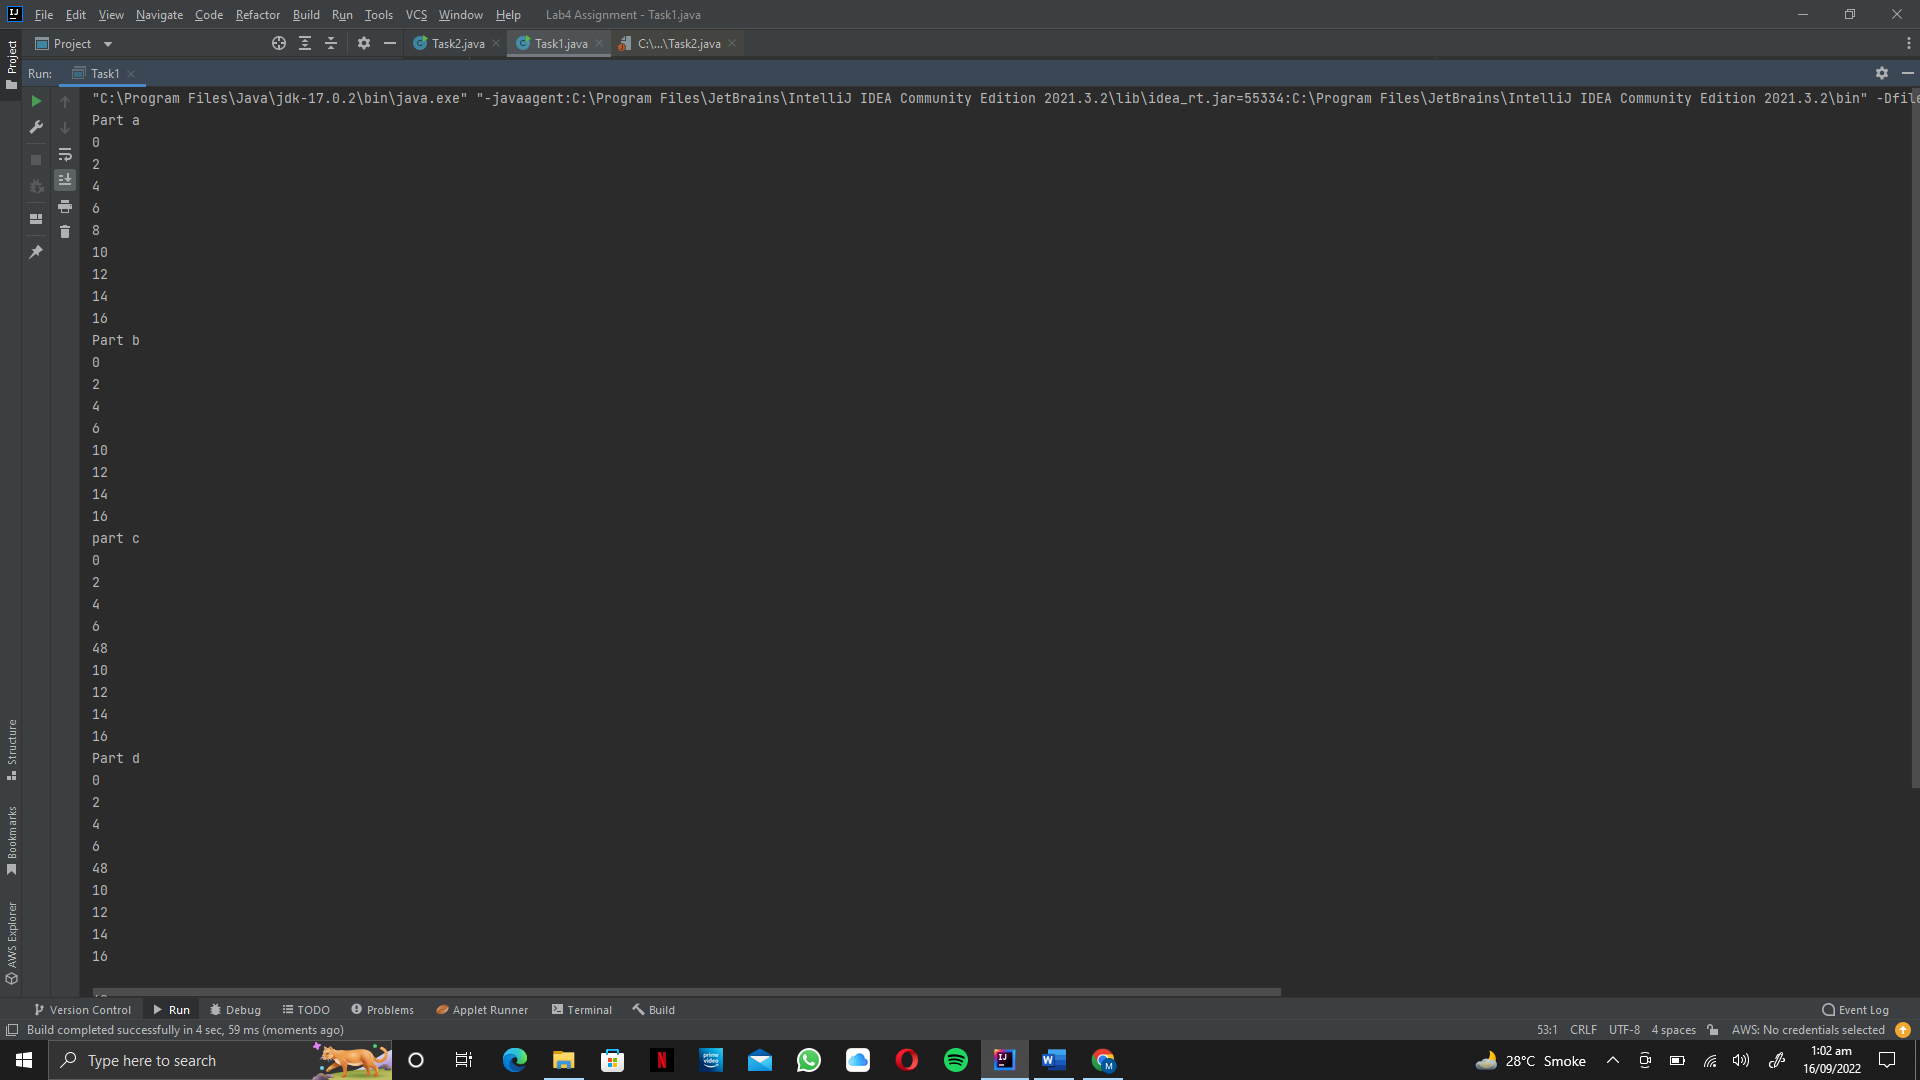 File Edit View Navigate Code Refactor Build Run Tools VCS Window Help Lab4 Assignment - Task1.java
Project Task2.java Task1.java C:\...\Task2.java
Project
Run: Task1
"C:\Program Files\Java\jdk-17.0.2\bin\java.exe" "-javaagent:C:\Program Files\JetBrains\IntelliJ IDEA Community Edition 2021.3.2\lib\idea_rt.jar=55334:C:\Program Files\JetBrains\IntelliJ IDEA Community Edition 2021.3.2\bin" -Dfile
Part a
0
2
4
6
8
10
12
14
16
Part b
0
2
4
6
10
12
14
16
part c
0
2
4
6
48
10
12
14
16
Part d
0
2
4
6
48
10
12
14
16
Structure
Bookmarks
AWS Explorer
Version Control Run Debug TODO Problems Applet Runner Terminal Build Event Log
Build completed successfully in 4 sec, 59 ms (moments ago) 53:1 CRLF UTF-8 4 spaces AWS: No credentials selected
Type here to search 28°C Smoke 1:02 am
16/09/2022